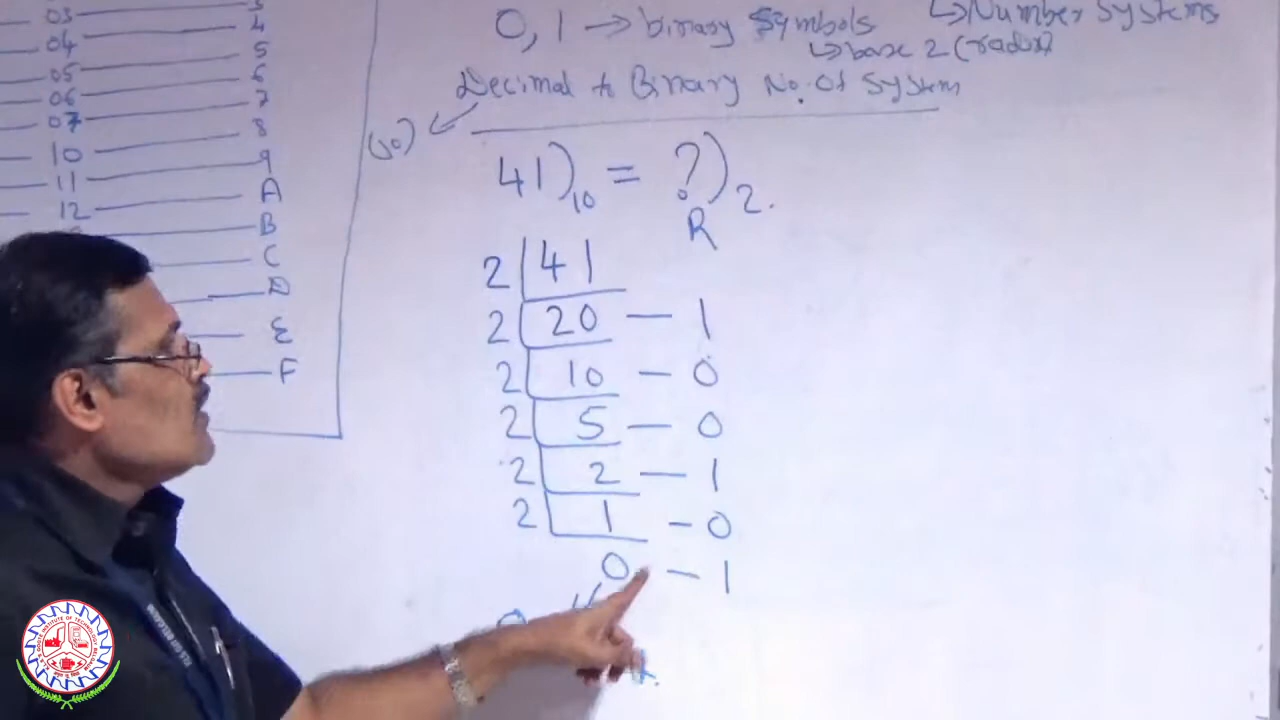 03 3
04 4
05 5
06 6
07 7
10 8
11 9
12 A
B
C
D
E
F
0, 1 → binary Symbols
↳ Number Systems
↳ base 2 (radix)
Decimal to Binary No. Of System
(10)
41)10 = ?)2.
R
2 41
2 20 — 1
2 10 — 0
2 5 — 0
2 2 — 1
2 1 — 0
0 — 1